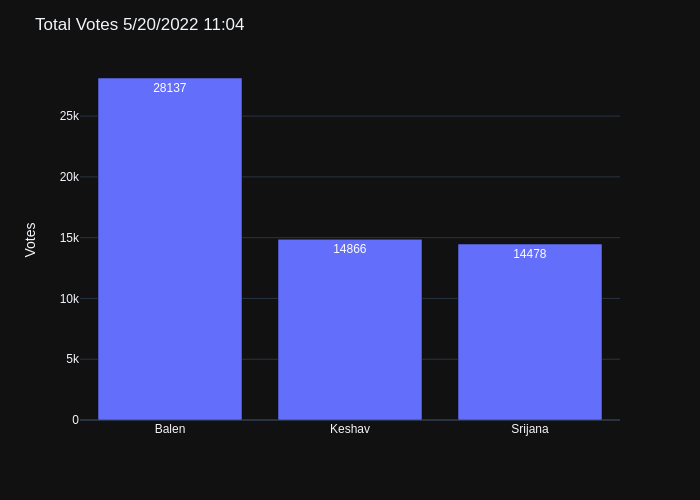 Total Votes 5/20/2022 11:04
Votes
25k
20k
15k
10k
5k
0
28137
14866
14478
Balen
Keshav
Srijana